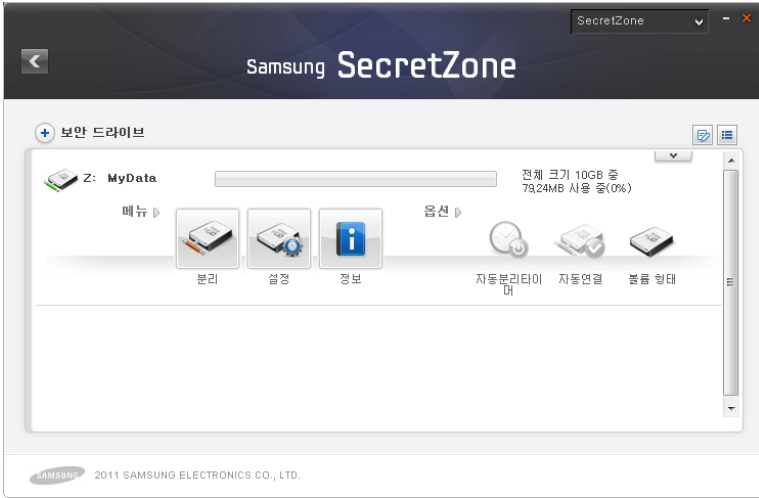 SecretZone
Samsung SecretZone
보안 드라이브
Z: MyData
전체 크기 10GB 중
79,24MB 사용 중(0%)
메뉴
옵션
분리
설정
정보
자동분리타이
머
자동연결
볼륨 형태
SAMSUNG
2011 SAMSUNG ELECTRONICS CO., LTD.